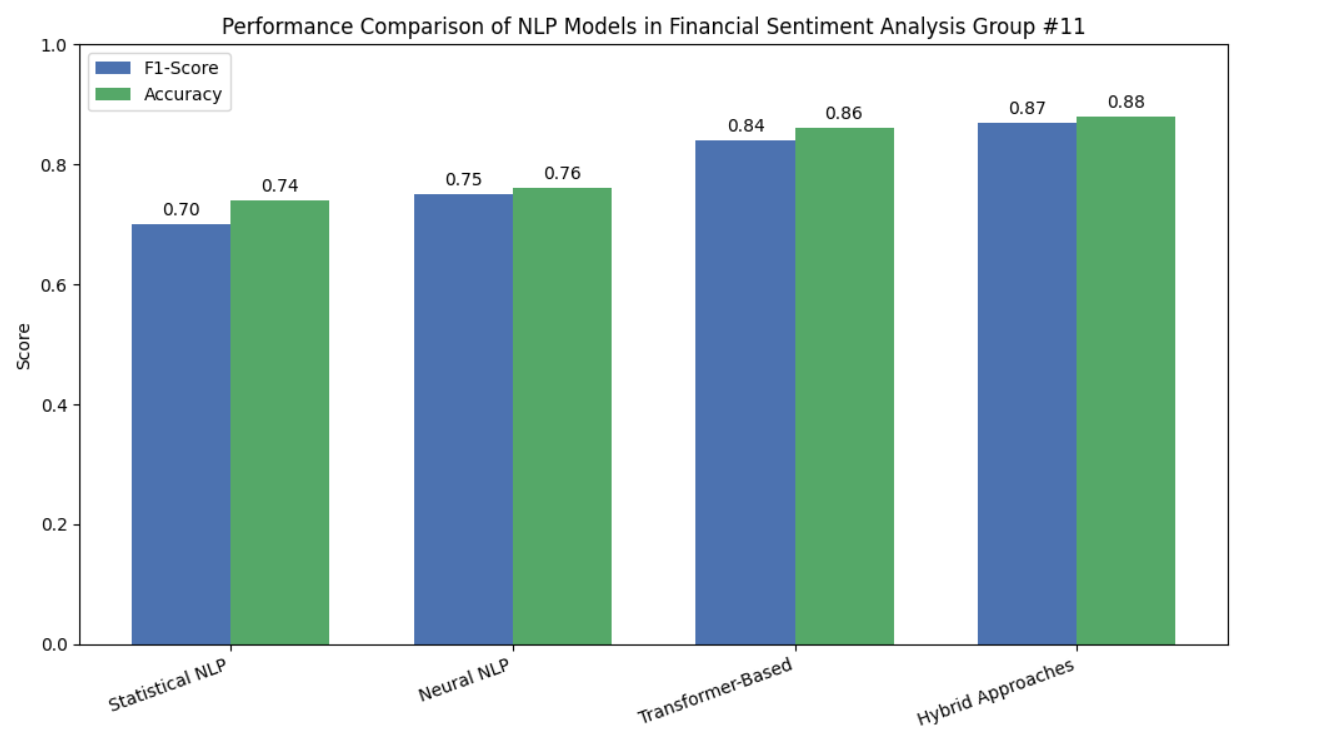 Performance Comparison of NLP Models in Financial Sentiment Analysis Group #11
1.0
0.8
0.6
0.4
0.2
0.0
Score
F1-Score
Accuracy
0.70
0.74
0.75
0.76
0.84
0.86
0.87
0.88
Statistical NLP
Neural NLP
Transformer-Based
Hybrid Approaches